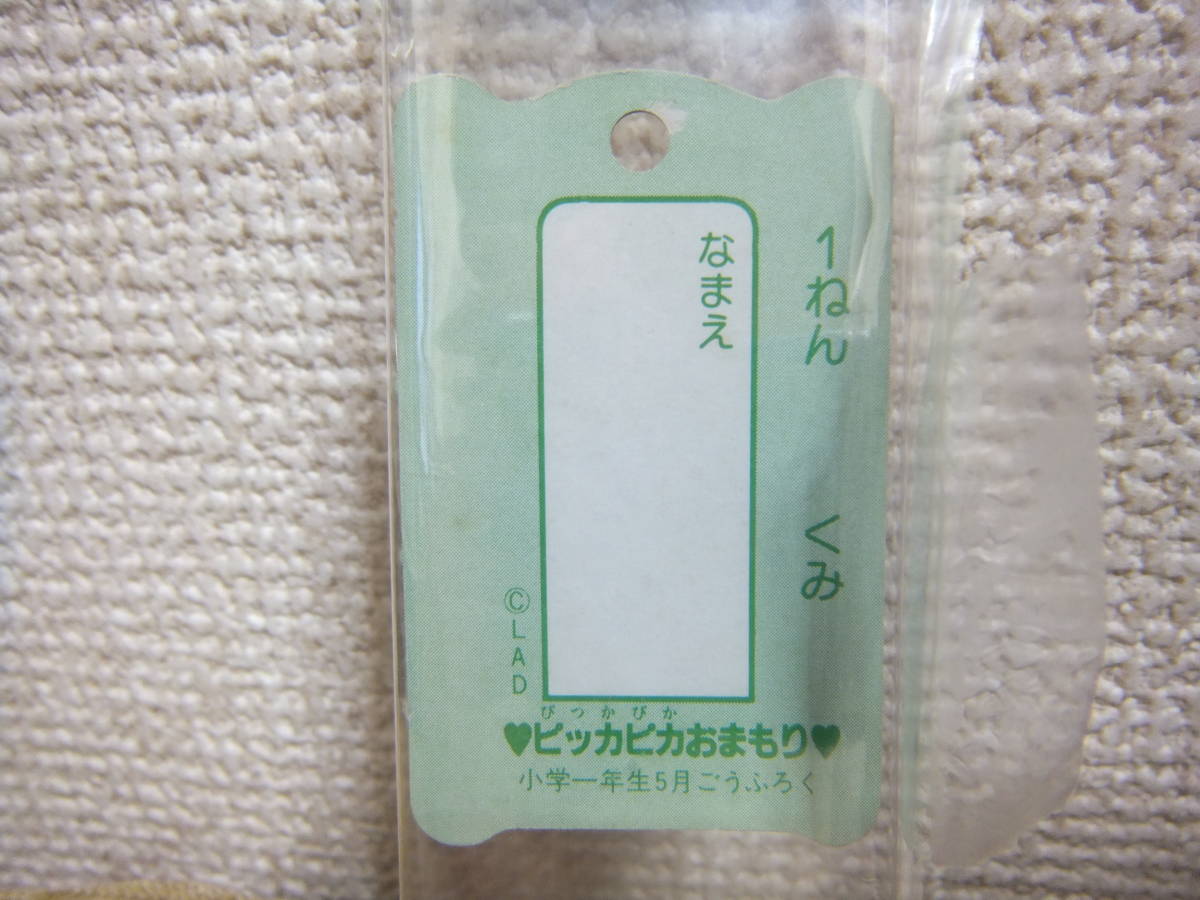 1ねん くみ
なまえ
©LAD
ぴつかぴか
♥ピッカピカおまもり♥
小学一年生5月ごうふろく